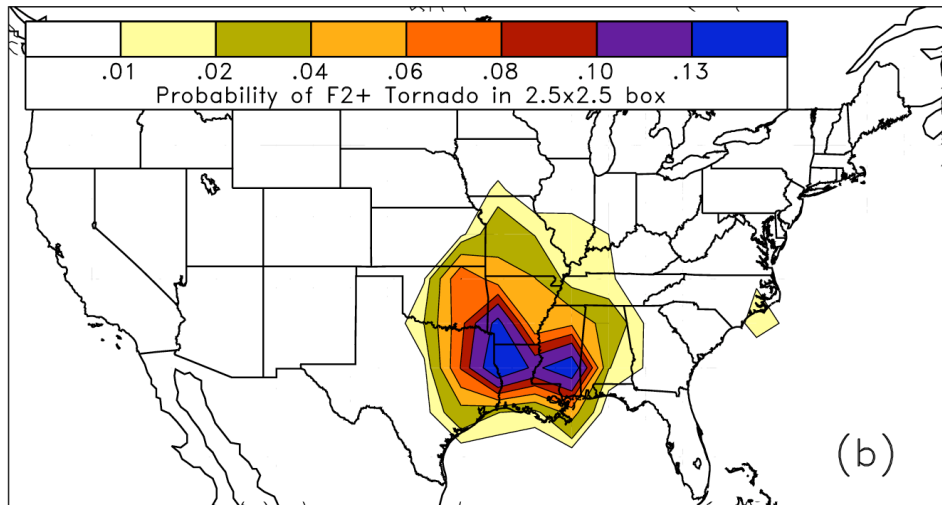 .01 .02 .04 .06 .08 .10 .13
Probability of F2+ Tornado in 2.5x2.5 box
(b)